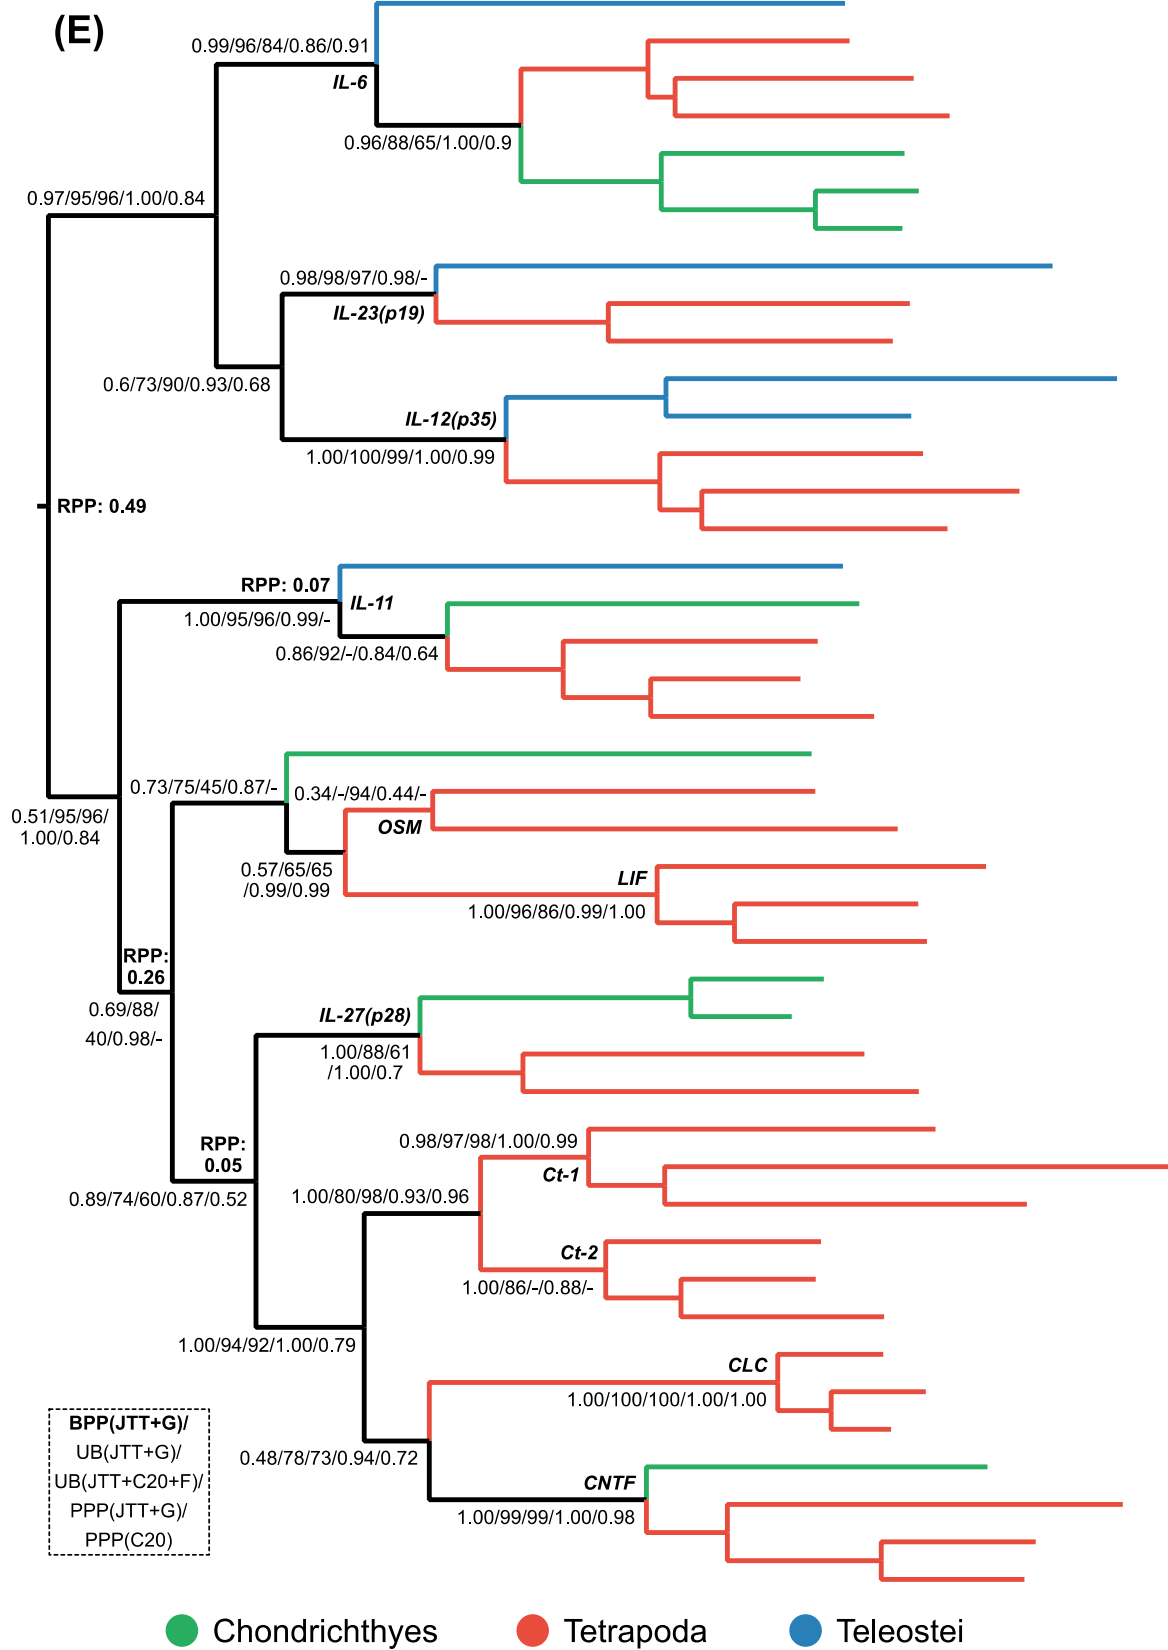 (E)
0.99/96/84/0.86/0.91
IL-6
0.96/88/65/1.00/0.9
0.97/95/96/1.00/0.84
0.98/98/97/0.98/-
IL-23(p19)
0.6/73/90/0.93/0.68
IL-12(p35)
1.00/100/99/1.00/0.99
RPP: 0.49
RPP: 0.07
IL-11
1.00/95/96/0.99/-
0.86/92/-/0.84/0.64
0.73/75/45/0.87/-
0.34/-/94/0.44/-
OSM
0.51/95/96/
1.00/0.84
0.57/65/65
/0.99/0.99
LIF
1.00/96/86/0.99/1.00
RPP:
0.26
0.69/88/
40/0.98/-
IL-27(p28)
1.00/88/61
/1.00/0.7
RPP:
0.05
0.89/74/60/0.87/0.52
0.98/97/98/1.00/0.99
Ct-1
1.00/80/98/0.93/0.96
Ct-2
1.00/86/-/0.88/-
1.00/94/92/1.00/0.79
CLC
1.00/100/100/1.00/1.00
0.48/78/73/0.94/0.72
CNTF
1.00/99/99/1.00/0.98
BPP(JTT+G)/
UB(JTT+G)/
UB(JTT+C20+F)/
PPP(JTT+G)/
PPP(C20)
Chondrichthyes Tetrapoda Teleostei